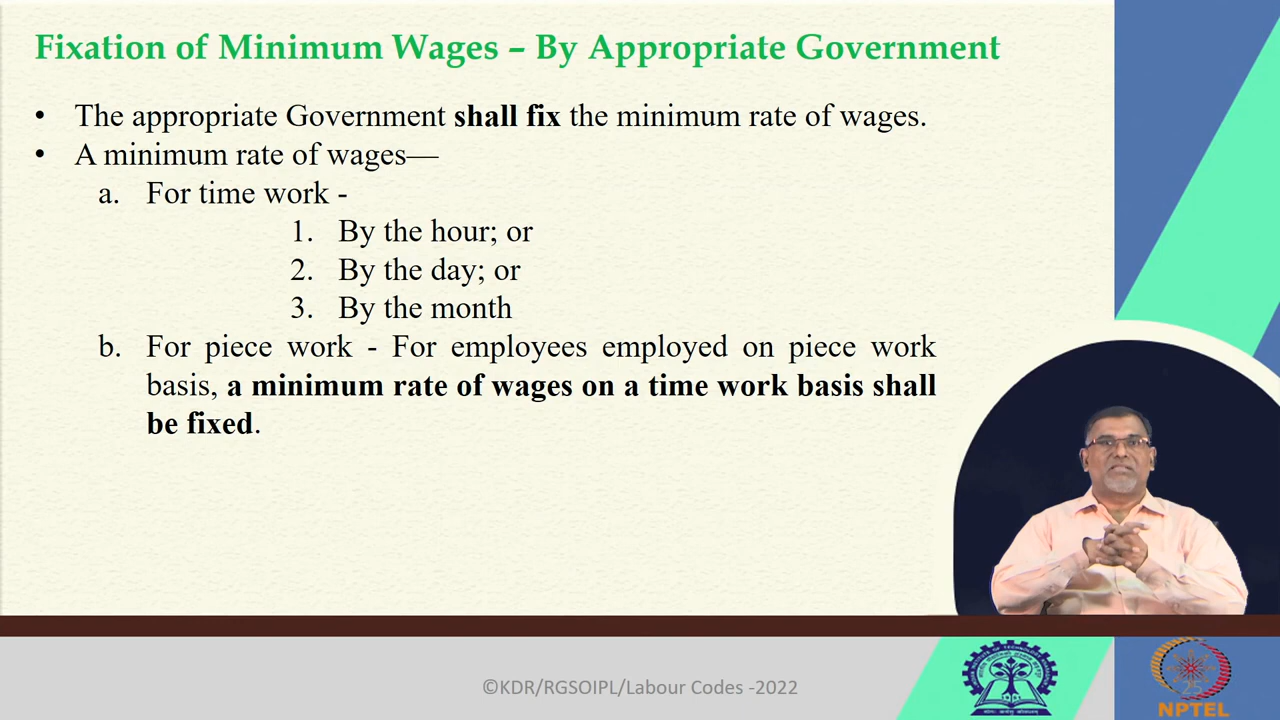 Fixation of Minimum Wages – By Appropriate Government
• The appropriate Government shall fix the minimum rate of wages.
• A minimum rate of wages—
a. For time work -
1. By the hour; or
2. By the day; or
3. By the month
b. For piece work - For employees employed on piece work
basis, a minimum rate of wages on a time work basis shall
be fixed.
©KDR/RGSOIPL/Labour Codes -2022
NPTEL